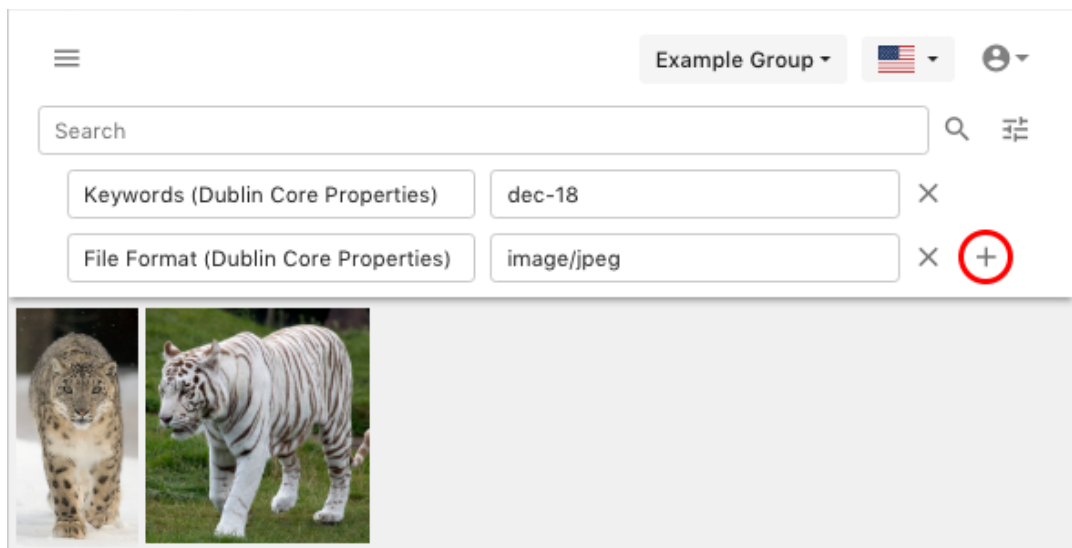 Example Group
Search
Keywords (Dublin Core Properties) dec-18
File Format (Dublin Core Properties) image/jpeg